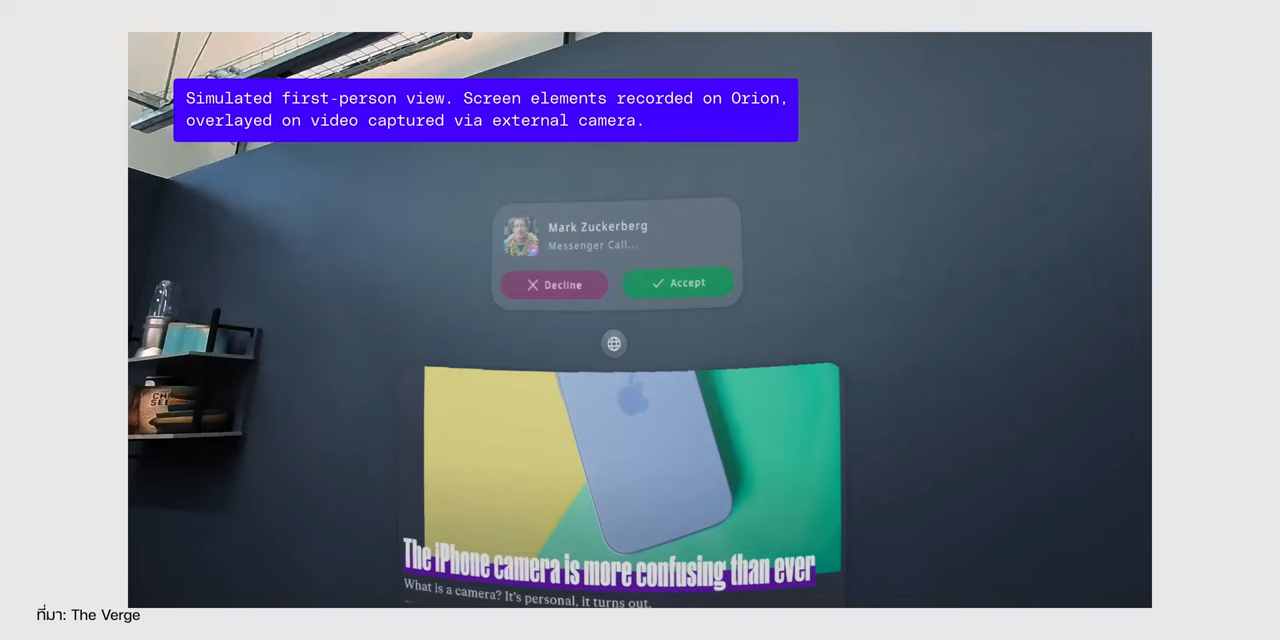 Simulated first-person view. Screen elements recorded on Orion,
overlayed on video captured via external camera.
Mark Zuckerberg
Messenger Call...
Decline
Accept
The iPhone camera is more confusing than ever
What is a camera? It's personal, it turns out.
ที่มา: The Verge